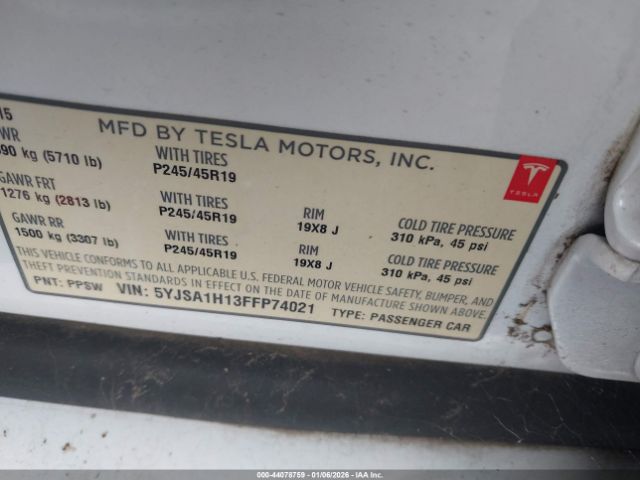 15
MFD BY TESLA MOTORS, INC.
WR
590 kg (5710 lb)
WITH TIRES
P245/45R19
GAWR FRT
1276 kg (2813 lb)
WITH TIRES
P245/45R19
RIM
19X8 J
COLD TIRE PRESSURE
310 kPa, 45 psi
GAWR RR
1500 kg (3307 lb)
WITH TIRES
P245/45R19
RIM
19X8 J
COLD TIRE PRESSURE
310 kPa, 45 psi
THIS VEHICLE CONFORMS TO ALL APPLICABLE U.S. FEDERAL MOTOR VEHICLE SAFETY, BUMPER, AND
THEFT PREVENTION STANDARDS IN EFFECT ON THE DATE OF MANUFACTURE SHOWN ABOVE.
PNT: PPSW VIN: 5YJSA1H13FFP74021 TYPE: PASSENGER CAR
TESLA
000-44078759 - 01/06/2026 - IAA Inc.